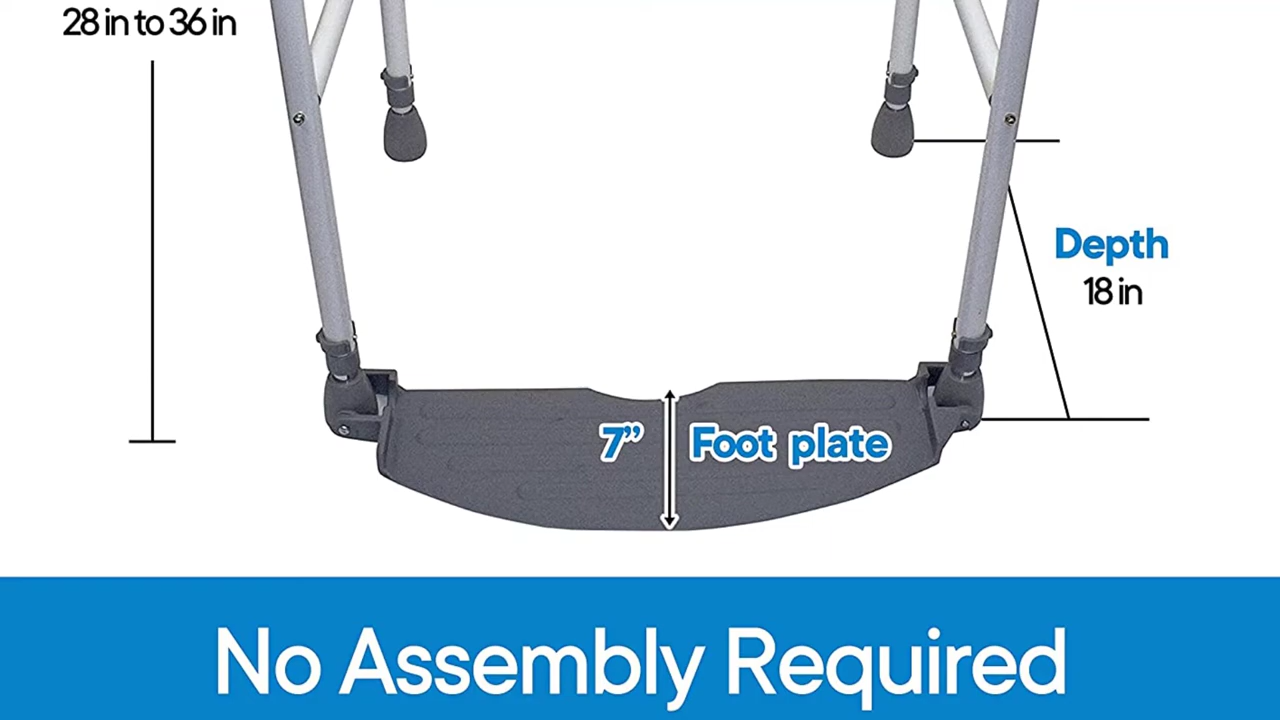 28 in to 36 in
Depth
18 in
7” Foot plate
No Assembly Required